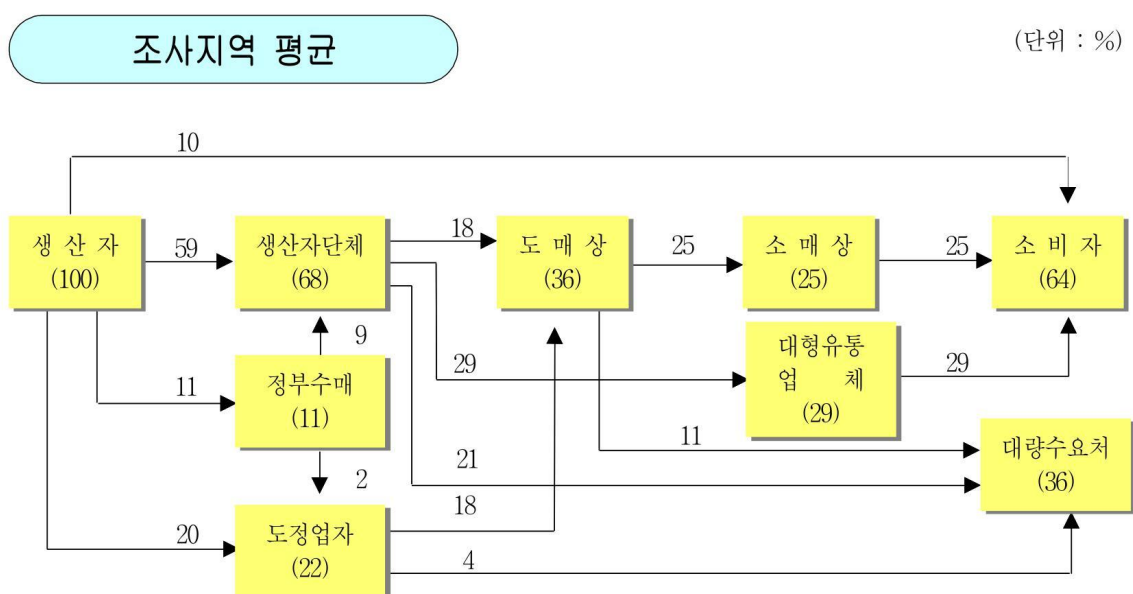 조사지역 평균
(단위 : %)
10
생 산 자
(100)
59
생산자단체
(68)
18
도 매 상
(36)
25
소 매 상
(25)
25
소 비 자
(64)
9
29
대형유통
업 체
(29)
29
11
정부수매
(11)
11
대량수요처
(36)
2
21
18
20
도정업자
(22)
4